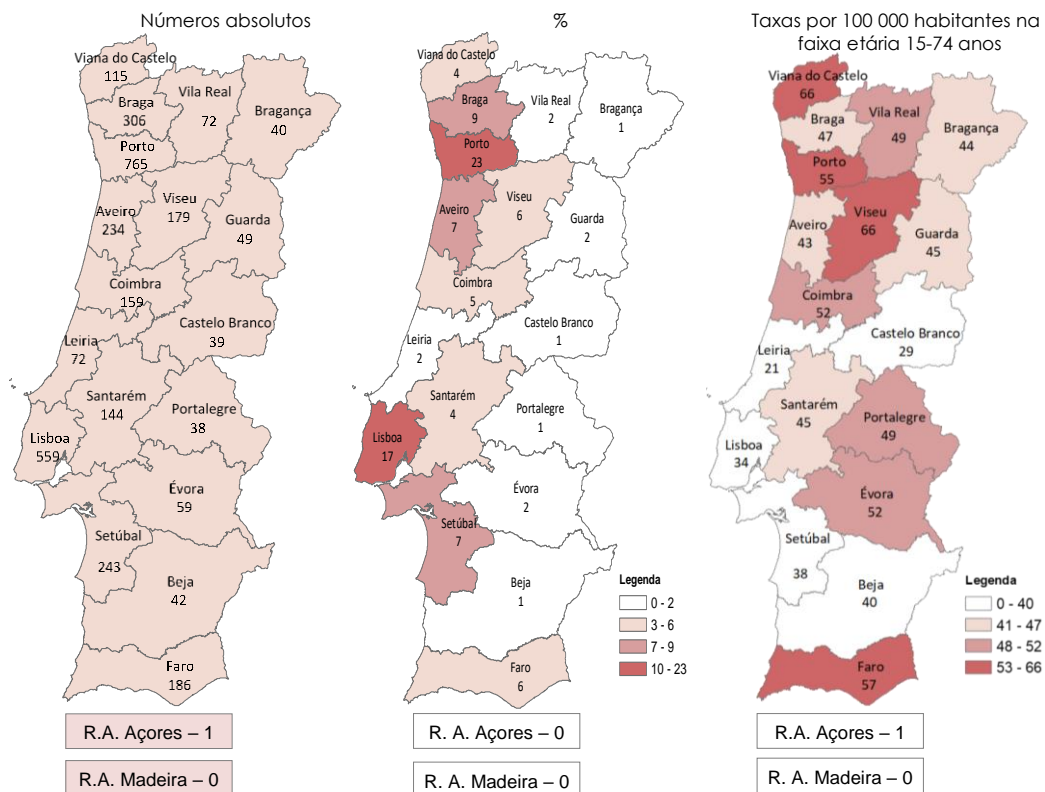 Números absolutos
Viana do Castelo
115
Braga
306
Vila Real
72
Bragança
40
Porto
765
Aveiro
234
Viseu
179
Guarda
49
Coimbra
159
Castelo Branco
39
Leiria
72
Santarém
144
Portalegre
38
Lisboa
559
Évora
59
Setúbal
243
Beja
42
Faro
186
R.A. Açores – 1
R.A. Madeira – 0
%
Viana do Castelo
4
Braga
9
Vila Real
2
Bragança
1
Porto
23
Aveiro
7
Viseu
6
Guarda
2
Coimbra
5
Castelo Branco
1
Leiria
2
Santarém
4
Portalegre
1
Lisboa
17
Évora
2
Setúbal
7
Beja
1
Faro
6
Legenda
0 - 2
3 - 6
7 - 9
10 - 23
R. A. Açores – 0
R. A. Madeira – 0
Taxas por 100 000 habitantes na
faixa etária 15-74 anos
Viana do Castelo
66
Braga
47
Vila Real
49
Bragança
44
Porto
55
Aveiro
43
Viseu
66
Guarda
45
Coimbra
52
Castelo Branco
29
Leiria
21
Santarém
45
Portalegre
49
Lisboa
34
Évora
52
Setúbal
38
Beja
40
Faro
57
Legenda
0 - 40
41 - 47
48 - 52
53 - 66
R.A. Açores – 1
R. A. Madeira – 0